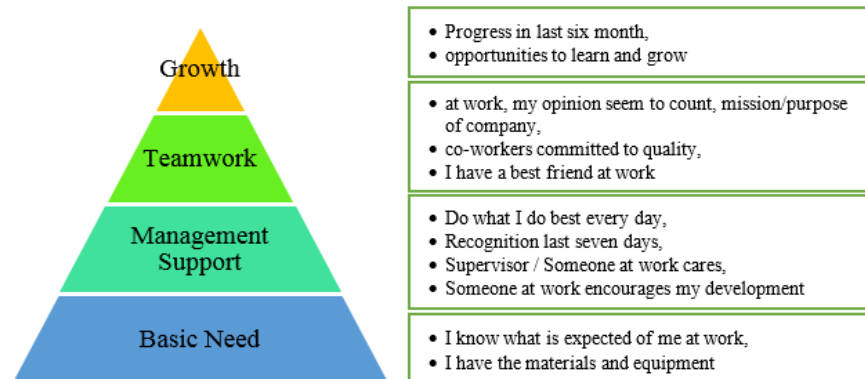 Growth
• Progress in last six month,
• opportunities to learn and grow
Teamwork
• at work, my opinion seem to count, mission/purpose
of company,
• co-workers committed to quality,
• I have a best friend at work
Management
Support
• Do what I do best every day,
• Recognition last seven days,
• Supervisor / Someone at work cares,
• Someone at work encourages my development
Basic Need
• I know what is expected of me at work,
• I have the materials and equipment